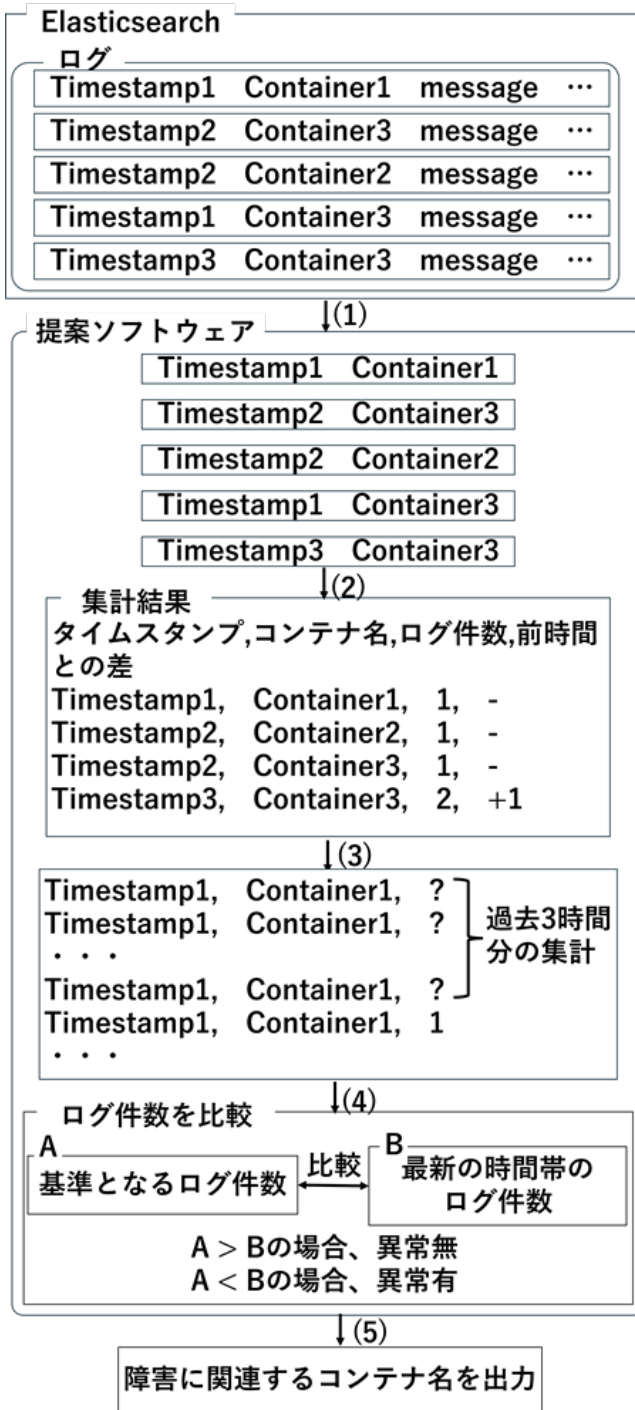 Elasticsearch
ログ
Timestamp1 Container1 message …
Timestamp2 Container3 message …
Timestamp2 Container2 message …
Timestamp1 Container3 message …
Timestamp3 Container3 message …
(1)
提案ソフトウェア
Timestamp1 Container1
Timestamp2 Container3
Timestamp2 Container2
Timestamp1 Container3
Timestamp3 Container3
(2)
集計結果
タイムスタンプ,コンテナ名,ログ件数,前時間
との差
Timestamp1, Container1, 1, -
Timestamp2, Container2, 1, -
Timestamp2, Container3, 1, -
Timestamp3, Container3, 2, +1
(3)
Timestamp1, Container1, ?
Timestamp1, Container1, ?
・・・
Timestamp1, Container1, ?
Timestamp1, Container1, 1
・・・
過去3時間
分の集計
(4)
ログ件数を比較
A
基準となるログ件数
比較
B
最新の時間帯の
ログ件数
A > Bの場合、異常無
A < Bの場合、異常有
(5)
障害に関連するコンテナ名を出力